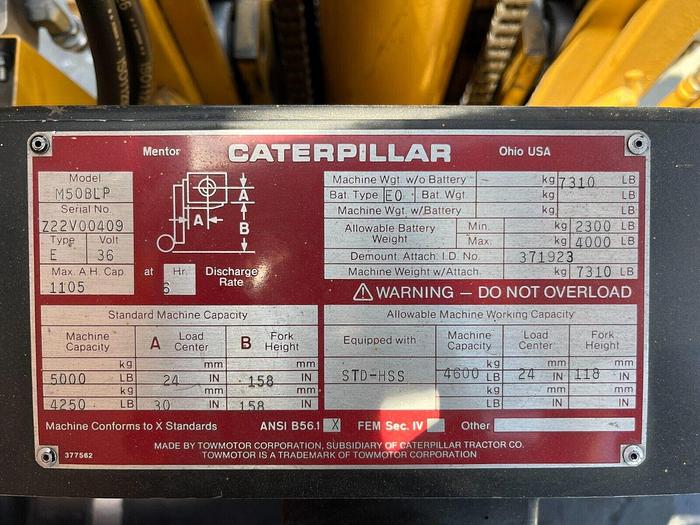 Mentor CATERPILLAR Ohio USA
Model
M50BLP
Serial No
Z22V00409
Type Volt
E 36
Max. A.H. Cap
1105
at Hr. 6 Discharge Rate
A
A
B
Machine Wgt. w/o Battery kg 7310 LB
Bat. Type EO Bat. Wgt. kg LB
Machine Wgt. w/Battery kg LB
Allowable Battery Weight Min. kg 2300 LB
Max. kg 4000 LB
Demount. Attach. I.D. No. 371923
Machine Weight w/Attach. kg 7310 LB
⚠ WARNING — DO NOT OVERLOAD
Standard Machine Capacity
Machine Capacity A Load Center B Fork Height
kg mm mm
5000 LB 24 IN 158 IN
kg mm mm
4250 LB 30 IN 158 IN
Allowable Machine Working Capacity
Equipped with Machine Capacity Load Center Fork Height
kg mm mm
STD-HSS 4600 LB 24 IN 118 IN
kg mm mm
LB IN IN
Machine Conforms to X Standards ANSI B56.1 X FEM Sec. IV Other
MADE BY TOWMOTOR CORPORATION, SUBSIDIARY OF CATERPILLAR TRACTOR CO.
TOWMOTOR IS A TRADEMARK OF TOWMOTOR CORPORATION
377562